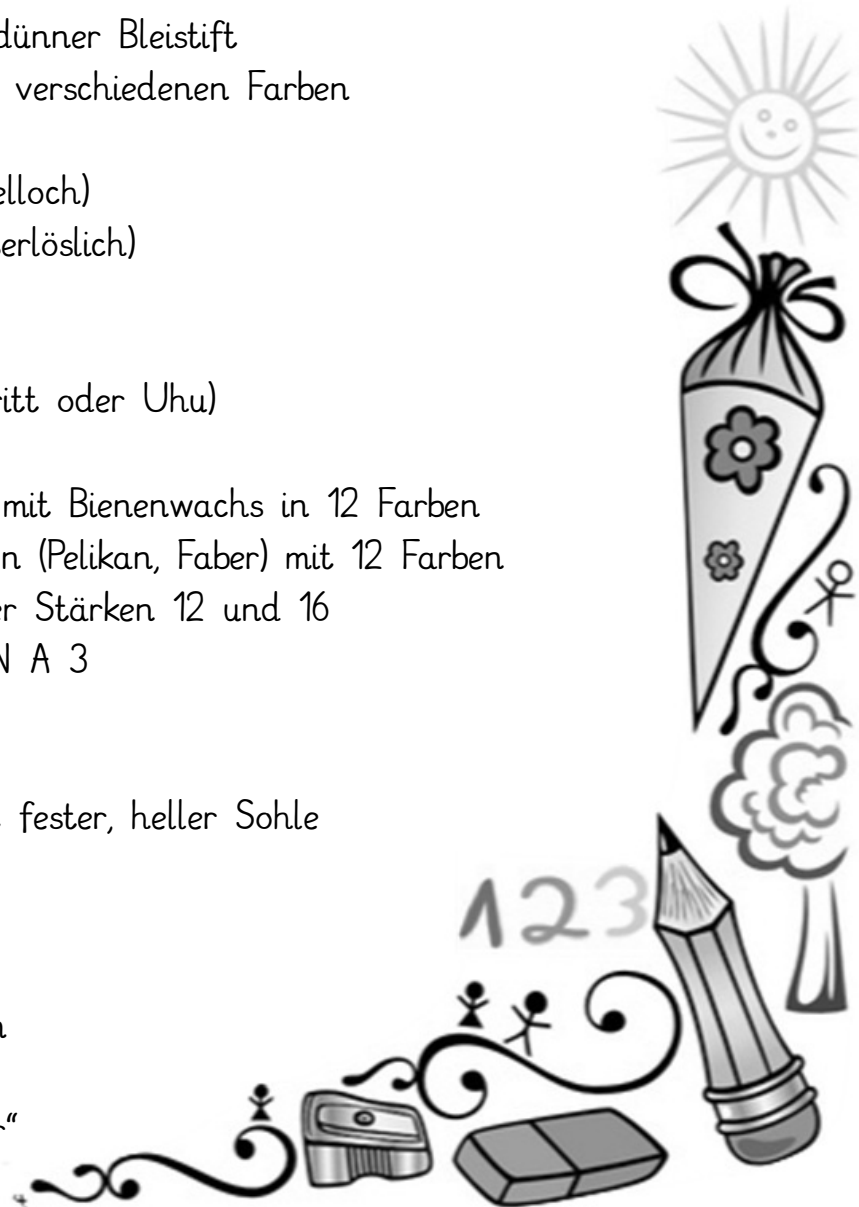 dünner Bleistift
verschiedenen Farben
elloch)
erlöslich)
itt oder Uhu)
mit Bienenwachs in 12 Farben
n (Pelikan, Faber) mit 12 Farben
er Stärken 12 und 16
N A 3
fester, heller Sohle
123
n
“